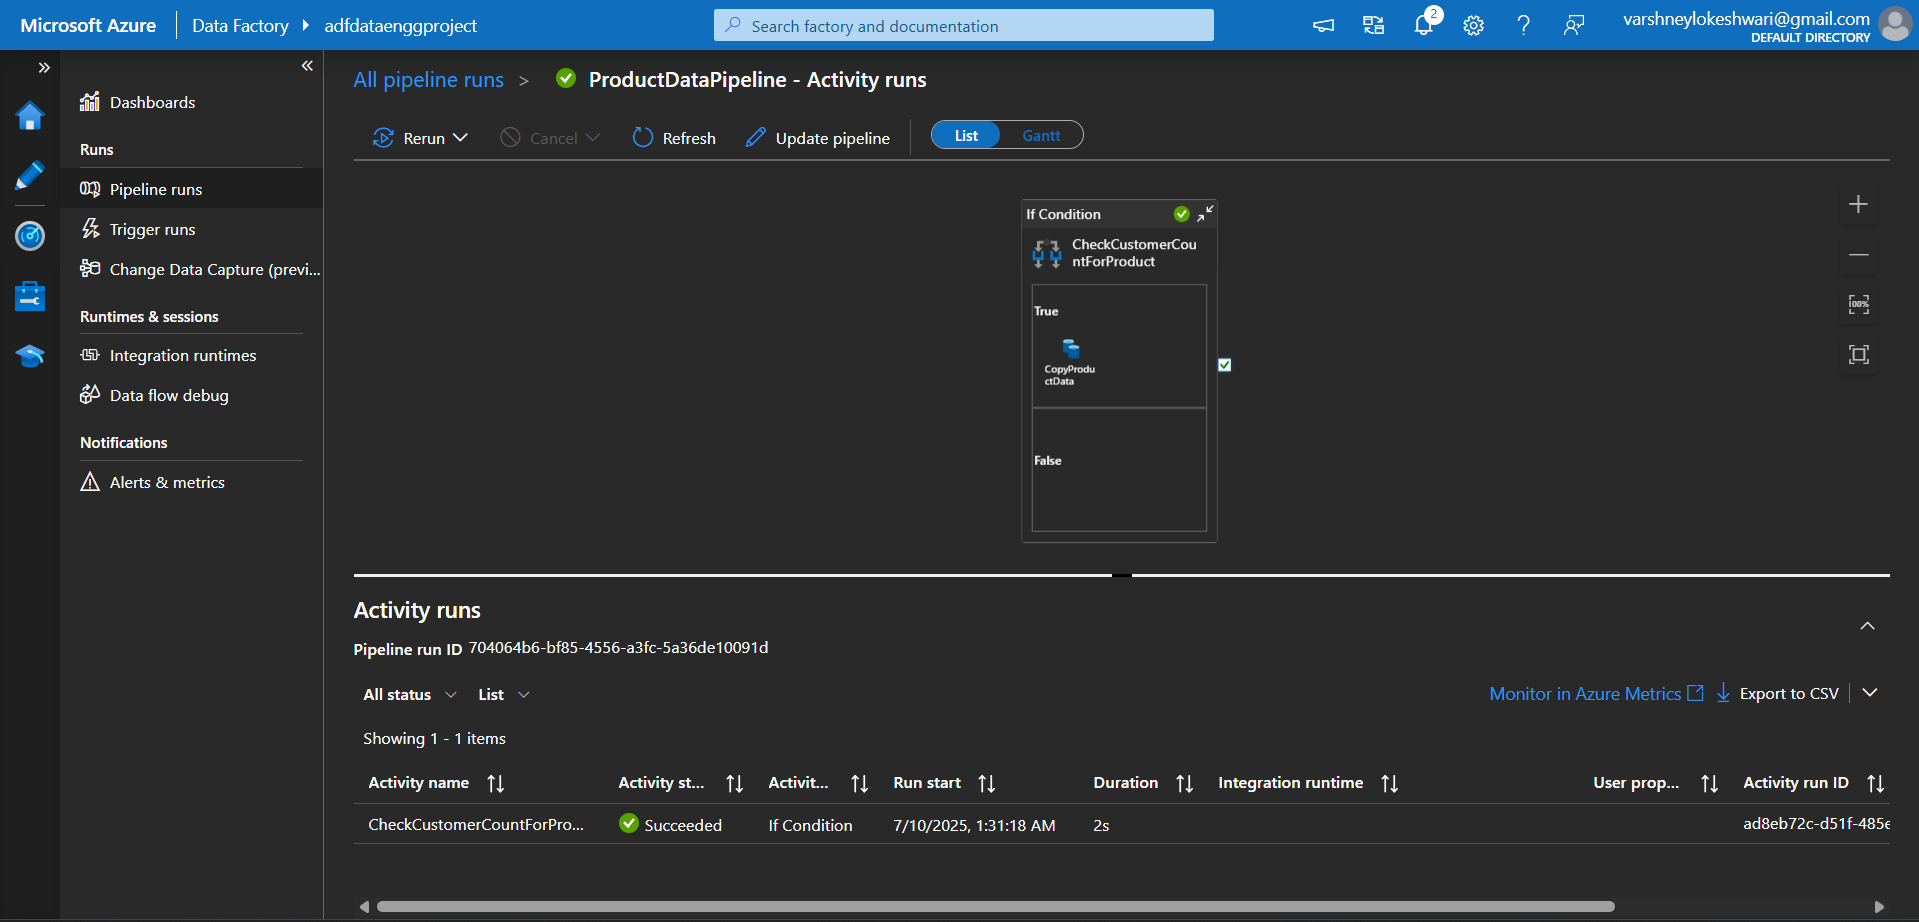 Microsoft Azure
Data Factory
adfdataenggproject
Search factory and documentation
2
varshneylokeshwari@gmail.com
DEFAULT DIRECTORY
Dashboards
Runs
Pipeline runs
Trigger runs
Change Data Capture (previ...
Runtimes & sessions
Integration runtimes
Data flow debug
Notifications
Alerts & metrics
All pipeline runs > ProductDataPipeline - Activity runs
Rerun
Cancel
Refresh
Update pipeline
List
Gantt
If Condition
CheckCustomerCou
ntForProduct
True
CopyProdu
ctData
False
100%
Activity runs
Pipeline run ID 704064b6-bf85-4556-a3fc-5a36de10091d
All status
List
Monitor in Azure Metrics
Export to CSV
Showing 1 - 1 items
Activity name
Activity st...
Activit...
Run start
Duration
Integration runtime
User prop...
Activity run ID
CheckCustomerCountForPro...
Succeeded
If Condition
7/10/2025, 1:31:18 AM
2s
ad8eb72c-d51f-485e